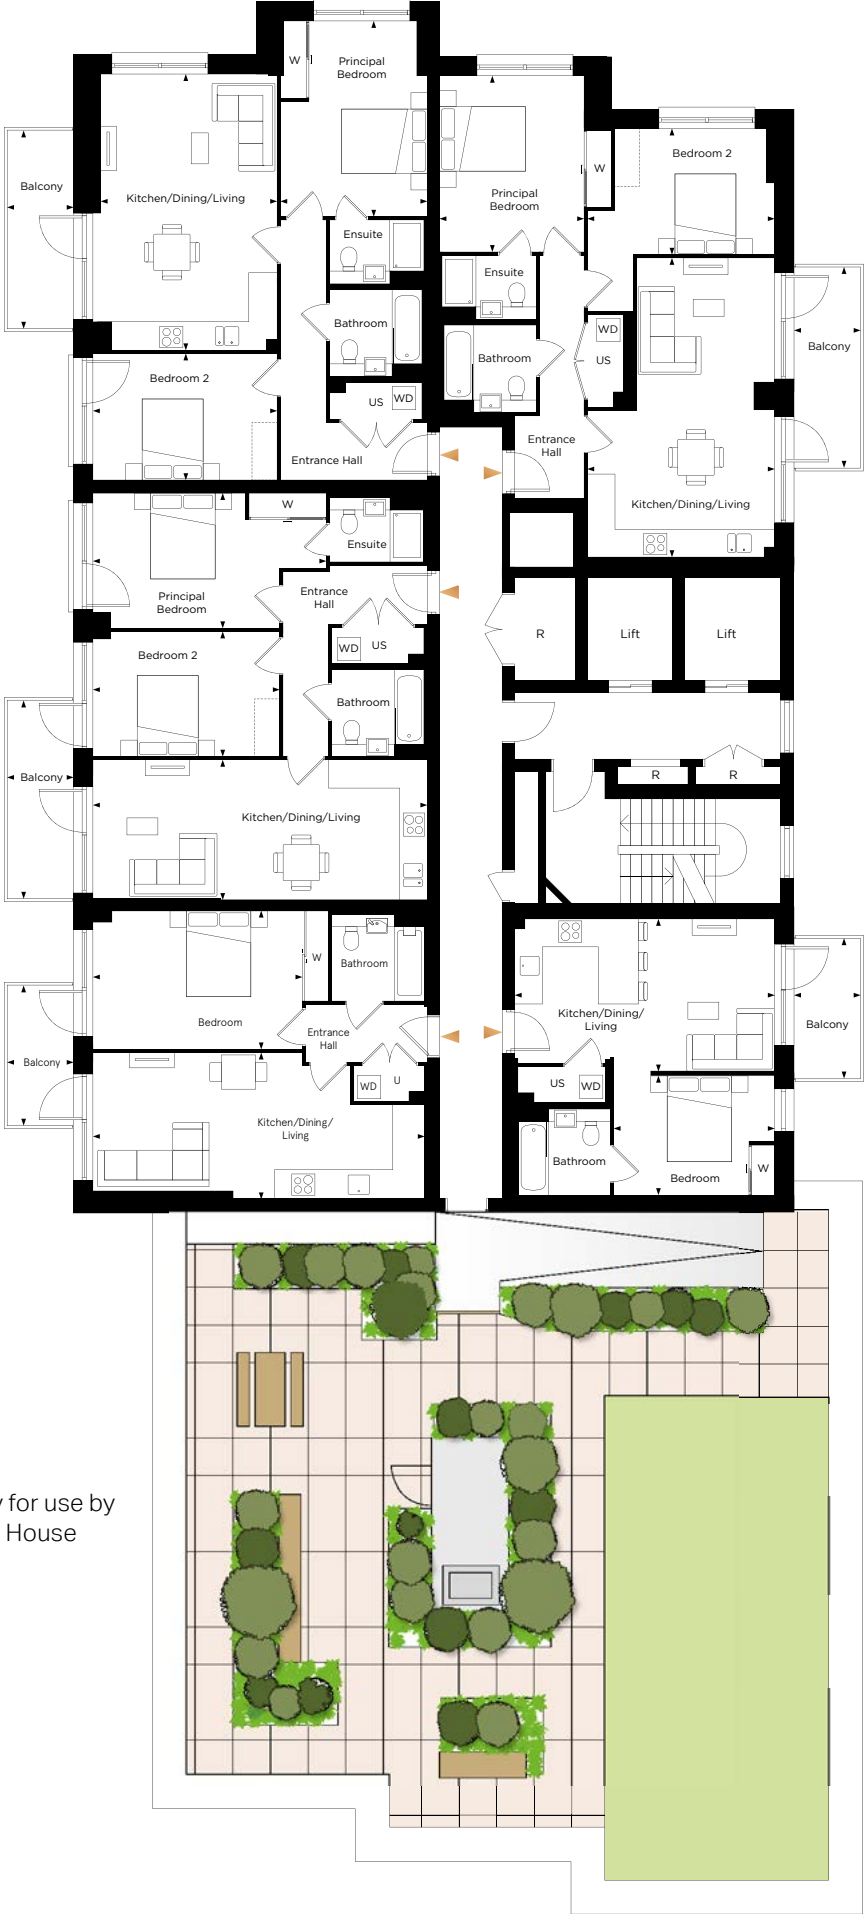 W
Principal
Bedroom
Balcony
Kitchen/Dining/Living
Ensuite
Bathroom
Bedroom 2
US
WD
Entrance Hall
W
Bedroom 2
Principal
Bedroom
Ensuite
WD
US
Bathroom
Balcony
Entrance
Hall
Kitchen/Dining/Living
W
Ensuite
Principal
Bedroom
Entrance
Hall
WD
US
Bedroom 2
Bathroom
Balcony
Kitchen/Dining/Living
R
Lift
Lift
R
R
W
Bathroom
Bedroom
Entrance
Hall
Balcony
WD
U
Kitchen/Dining/
Living
Kitchen/Dining/
Living
Balcony
US
WD
Bathroom
Bedroom
W
for use by
House